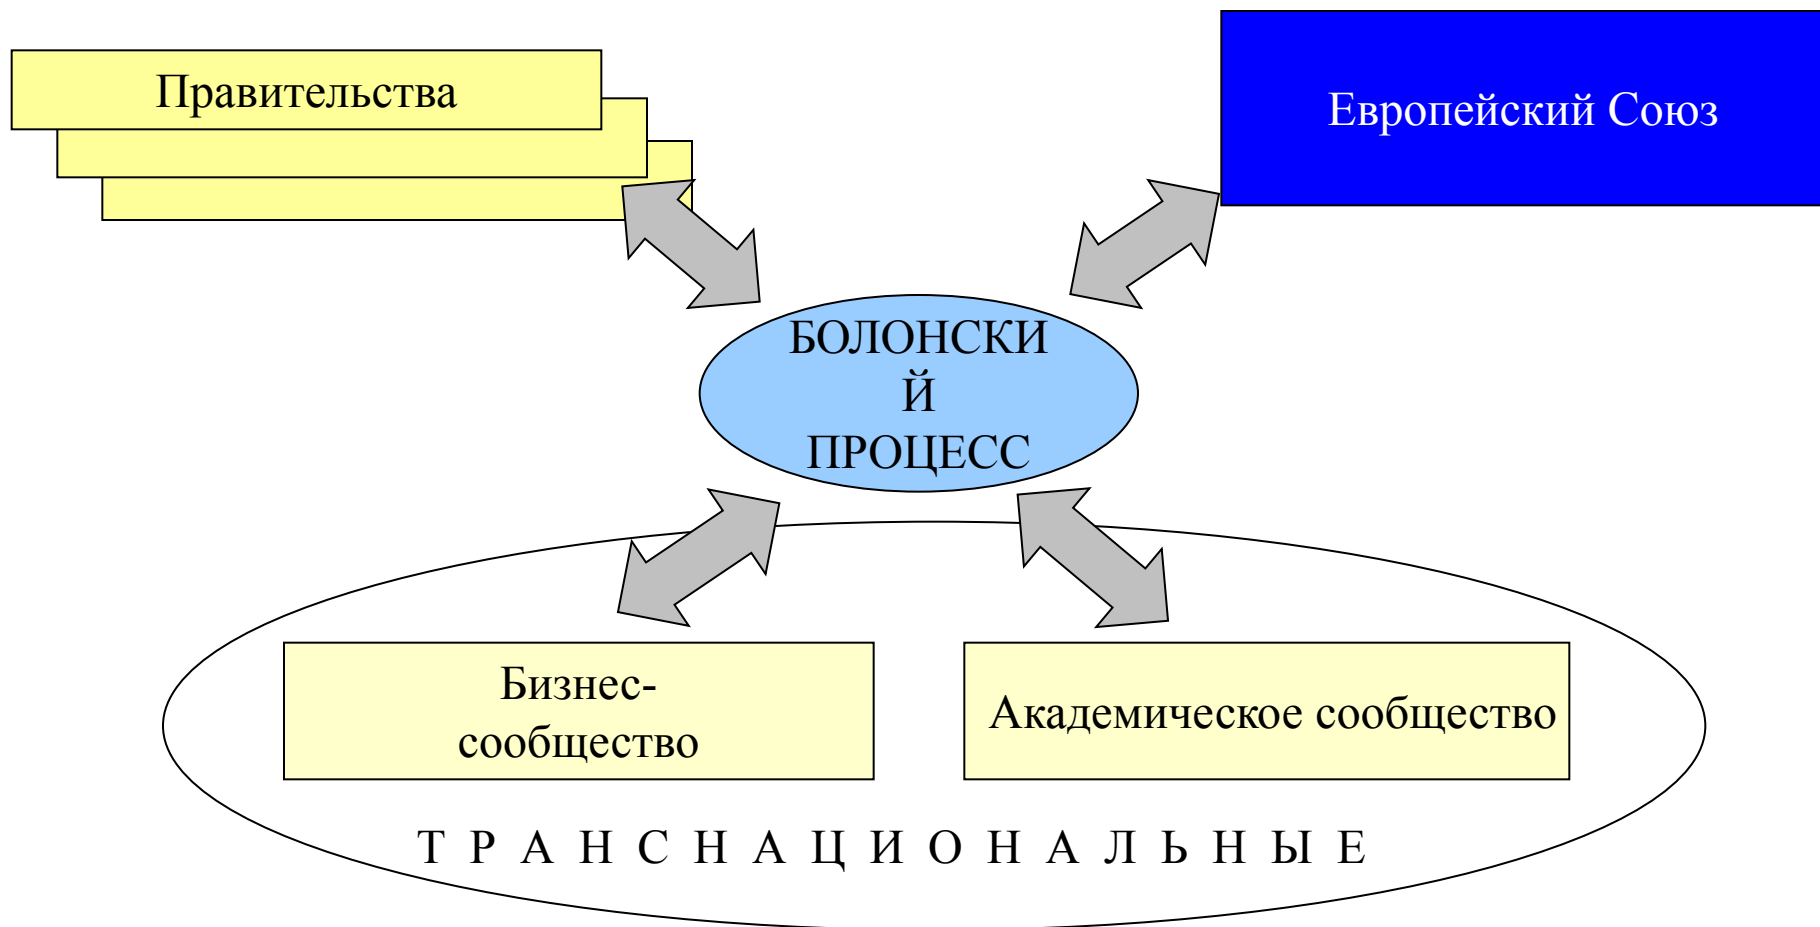 Правительства
Европейский Союз
БОЛОНСКИ
Й
ПРОЦЕСС
Бизнес-
сообщество
Академическое сообщество
Т Р А Н С Н А Ц И О Н А Л Ь Н Ы Е